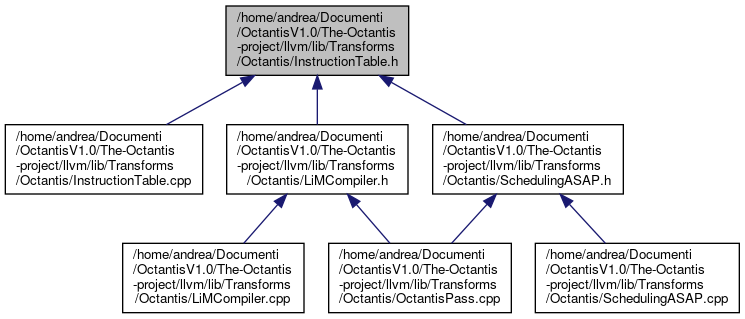 /home/andrea/Documenti
/OctantisV1.0/The-Octantis
-project/llvm/lib/Transforms
/Octantis/InstructionTable.h
/home/andrea/Documenti
/OctantisV1.0/The-Octantis
-project/llvm/lib/Transforms
/Octantis/InstructionTable.cpp
/home/andrea/Documenti
/OctantisV1.0/The-Octantis
-project/llvm/lib/Transforms
/Octantis/LiMCompiler.h
/home/andrea/Documenti
/OctantisV1.0/The-Octantis
-project/llvm/lib/Transforms
/Octantis/SchedulingASAP.h
/home/andrea/Documenti
/OctantisV1.0/The-Octantis
-project/llvm/lib/Transforms
/Octantis/LiMCompiler.cpp
/home/andrea/Documenti
/OctantisV1.0/The-Octantis
-project/llvm/lib/Transforms
/Octantis/OctantisPass.cpp
/home/andrea/Documenti
/OctantisV1.0/The-Octantis
-project/llvm/lib/Transforms
/Octantis/SchedulingASAP.cpp